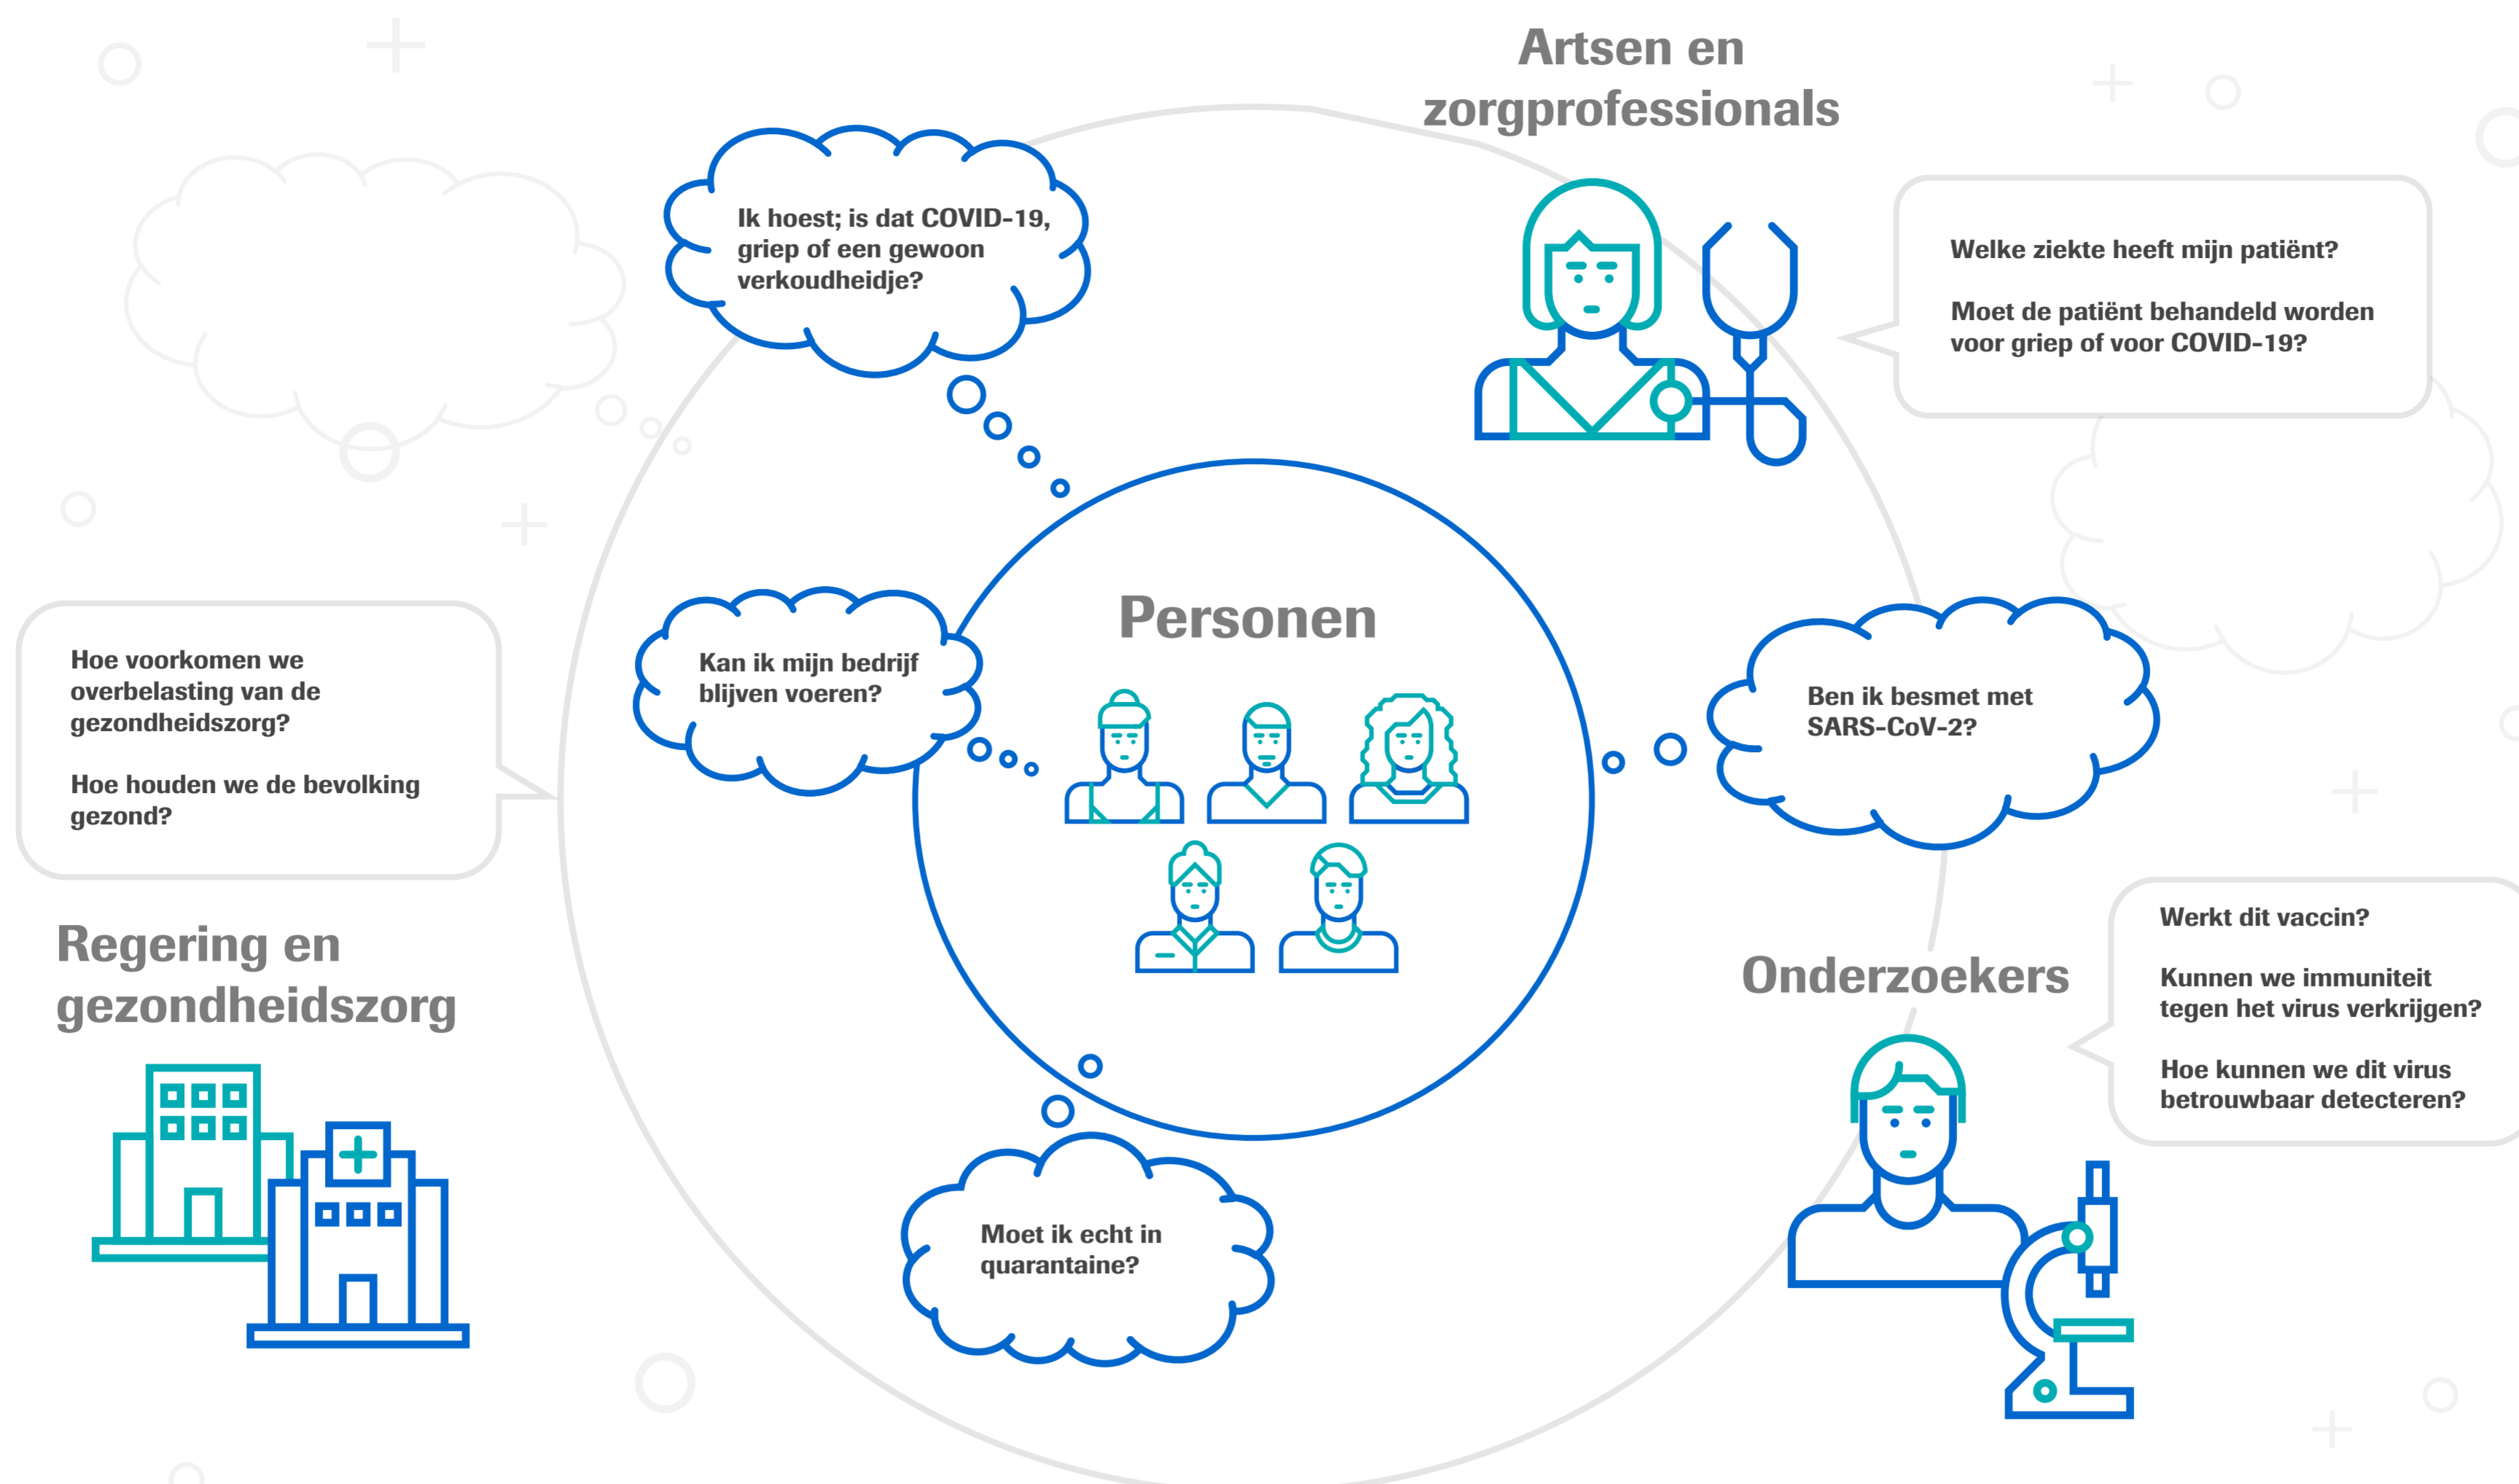 Artsen en
zorgprofessionals
Ik hoest; is dat COVID-19,
griep of een gewoon
verkoudheidje?
Welke ziekte heeft mijn patiënt?
Moet de patiënt behandeld worden
voor griep of voor COVID-19?
Personen
Kan ik mijn bedrijf
blijven voeren?
Ben ik besmet met
SARS-CoV-2?
Hoe voorkomen we
overbelasting van de
gezondheidszorg?
Hoe houden we de bevolking
gezond?
Regering en
gezondheidszorg
Onderzoekers
Werkt dit vaccin?
Kunnen we immuniteit
tegen het virus verkrijgen?
Hoe kunnen we dit virus
betrouwbaar detecteren?
Moet ik echt in
quarantaine?